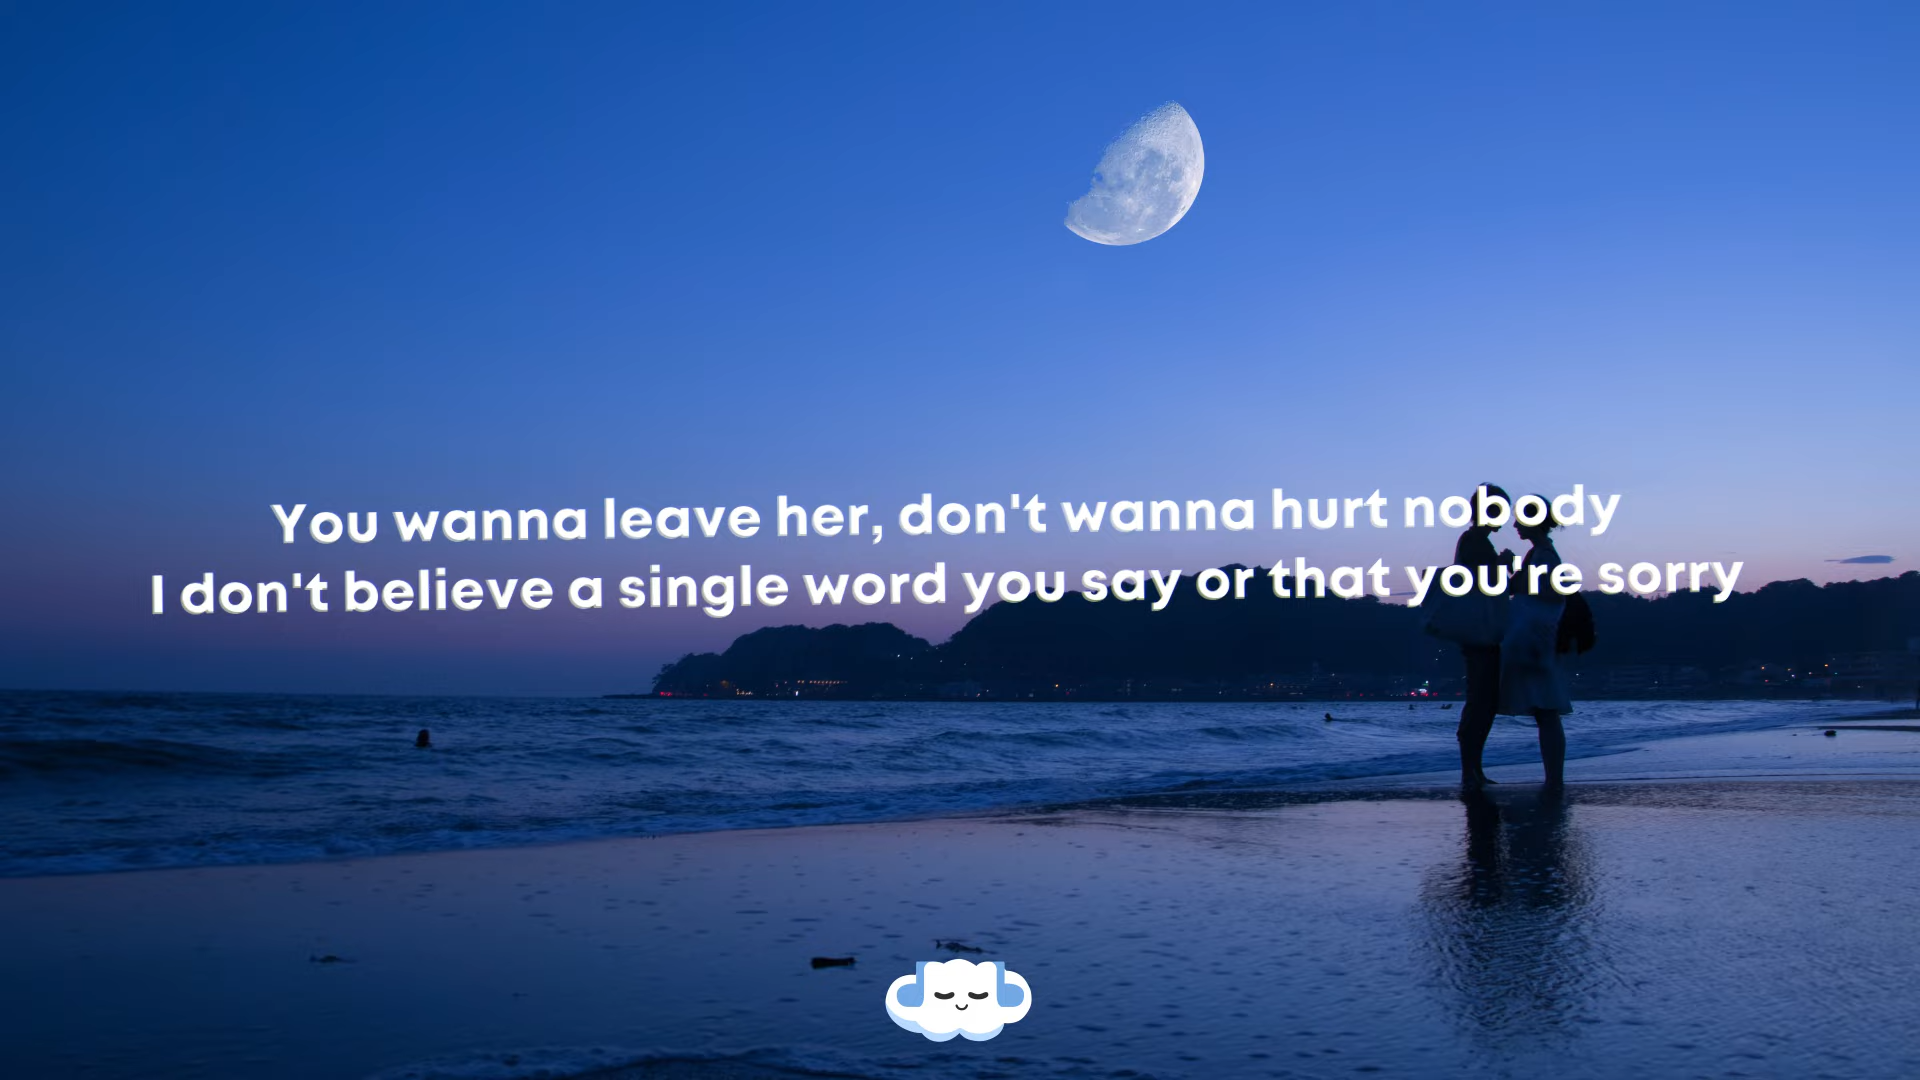 You wanna leave her, don't wanna hurt nobody
I don't believe a single word you say or that you're sorry